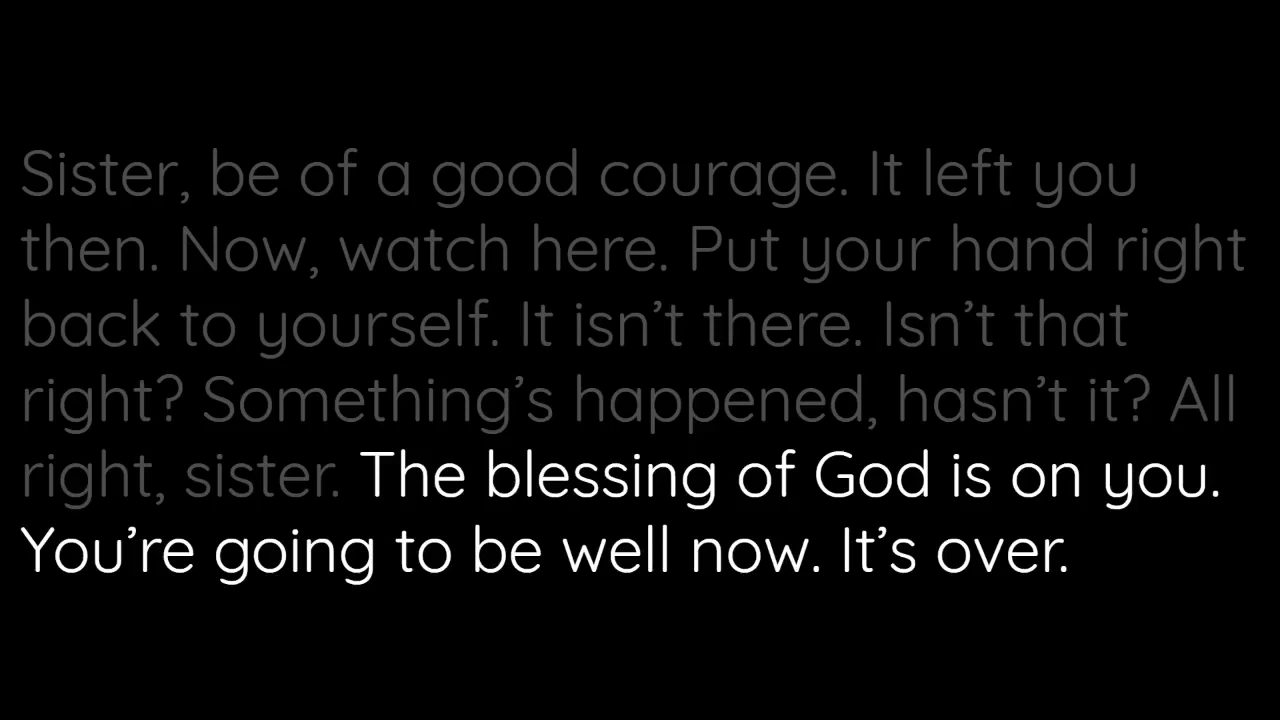 Sister, be of a good courage. It left you
then. Now, watch here. Put your hand right
back to yourself. It isn’t there. Isn’t that
right? Something’s happened, hasn’t it? All
right, sister. The blessing of God is on you.
You’re going to be well now. It’s over.